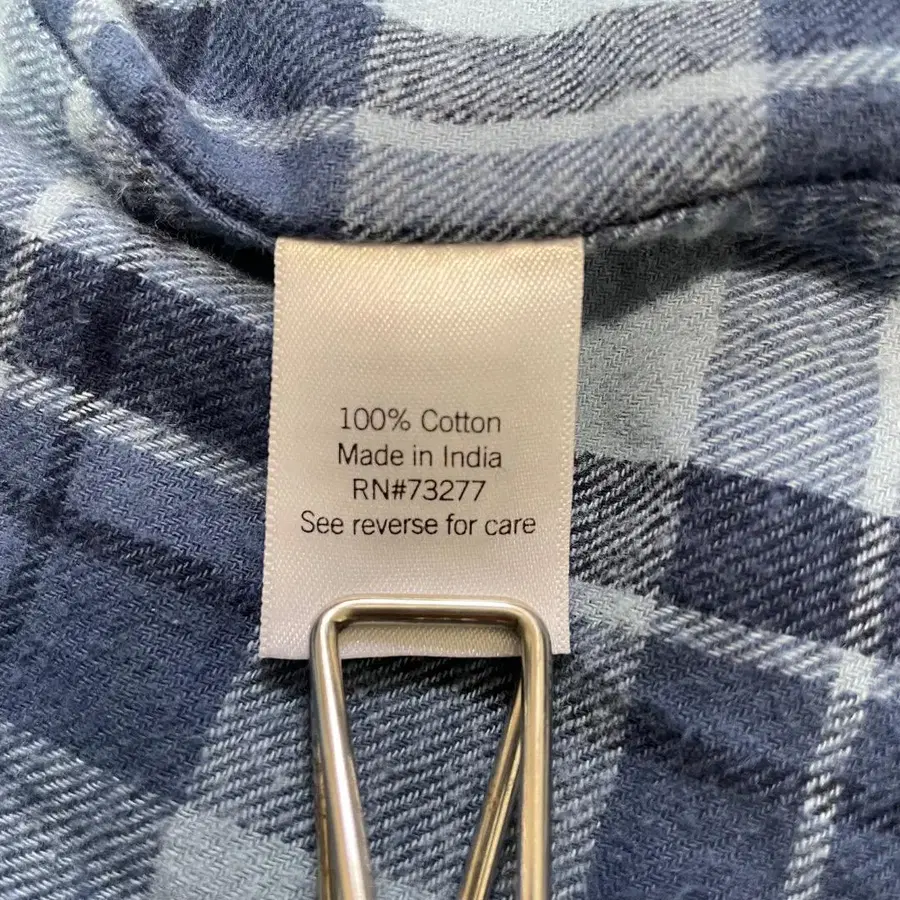 100% Cotton
Made in India
RN#73277
See reverse for care